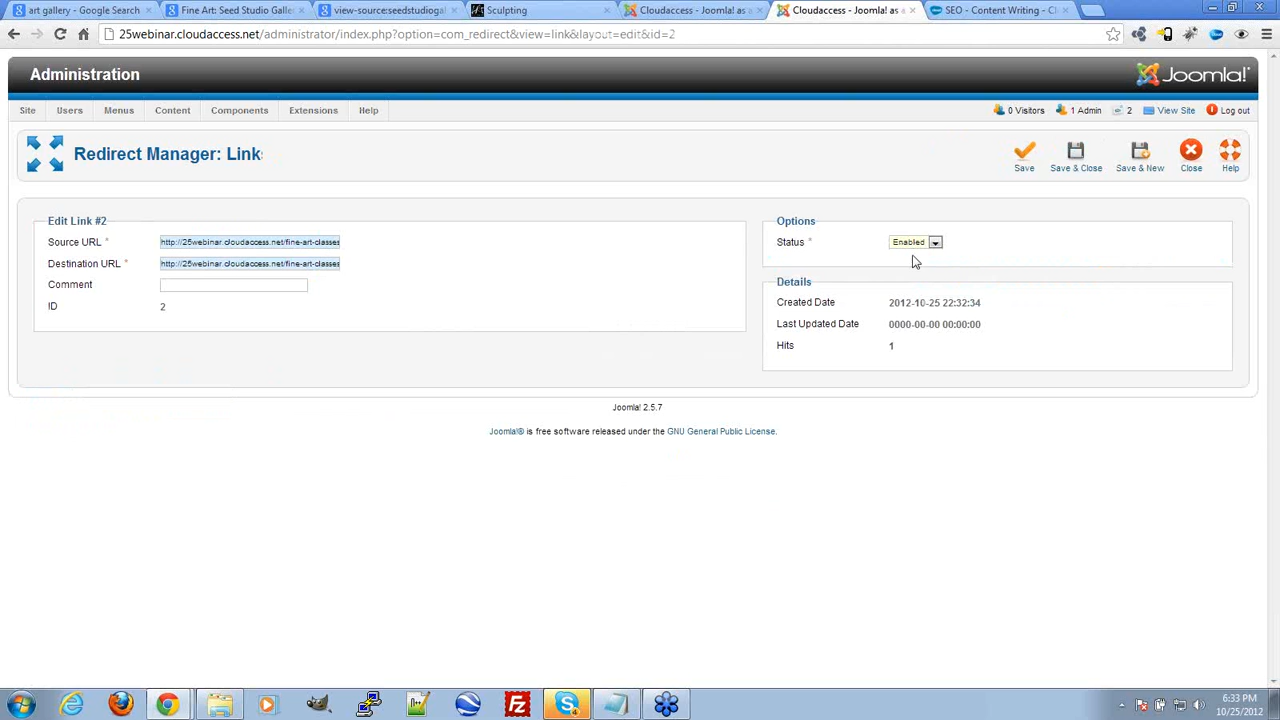 art gallery - Google Search
Fine Art: Seed Studio Galle
view-source:seedstudiogal
Sculpting
Cloudaccess - Joomla! as a
Cloudaccess - Joomla! as a
SEO - Content Writing - Cl
25webinar.cloudaccess.net/administrator/index.php?option=com_redirect&view=link&layout=edit&id=2
Administration
Joomla!
Site Users Menus Content Components Extensions Help
0 Visitors 1 Admin 2 View Site Log out
Redirect Manager: Link
Save Save & Close Save & New Close Help
Edit Link #2
Source URL * http://25webinar.cloudaccess.net/fine-art-classes
Destination URL * http://25webinar.cloudaccess.net/fine-art-classes
Comment
ID 2
Options
Status * Enabled
Details
Created Date 2012-10-25 22:32:34
Last Updated Date 0000-00-00 00:00:00
Hits 1
Joomla! 2.5.7
Joomla!® is free software released under the GNU General Public License.
6:33 PM
10/25/2012